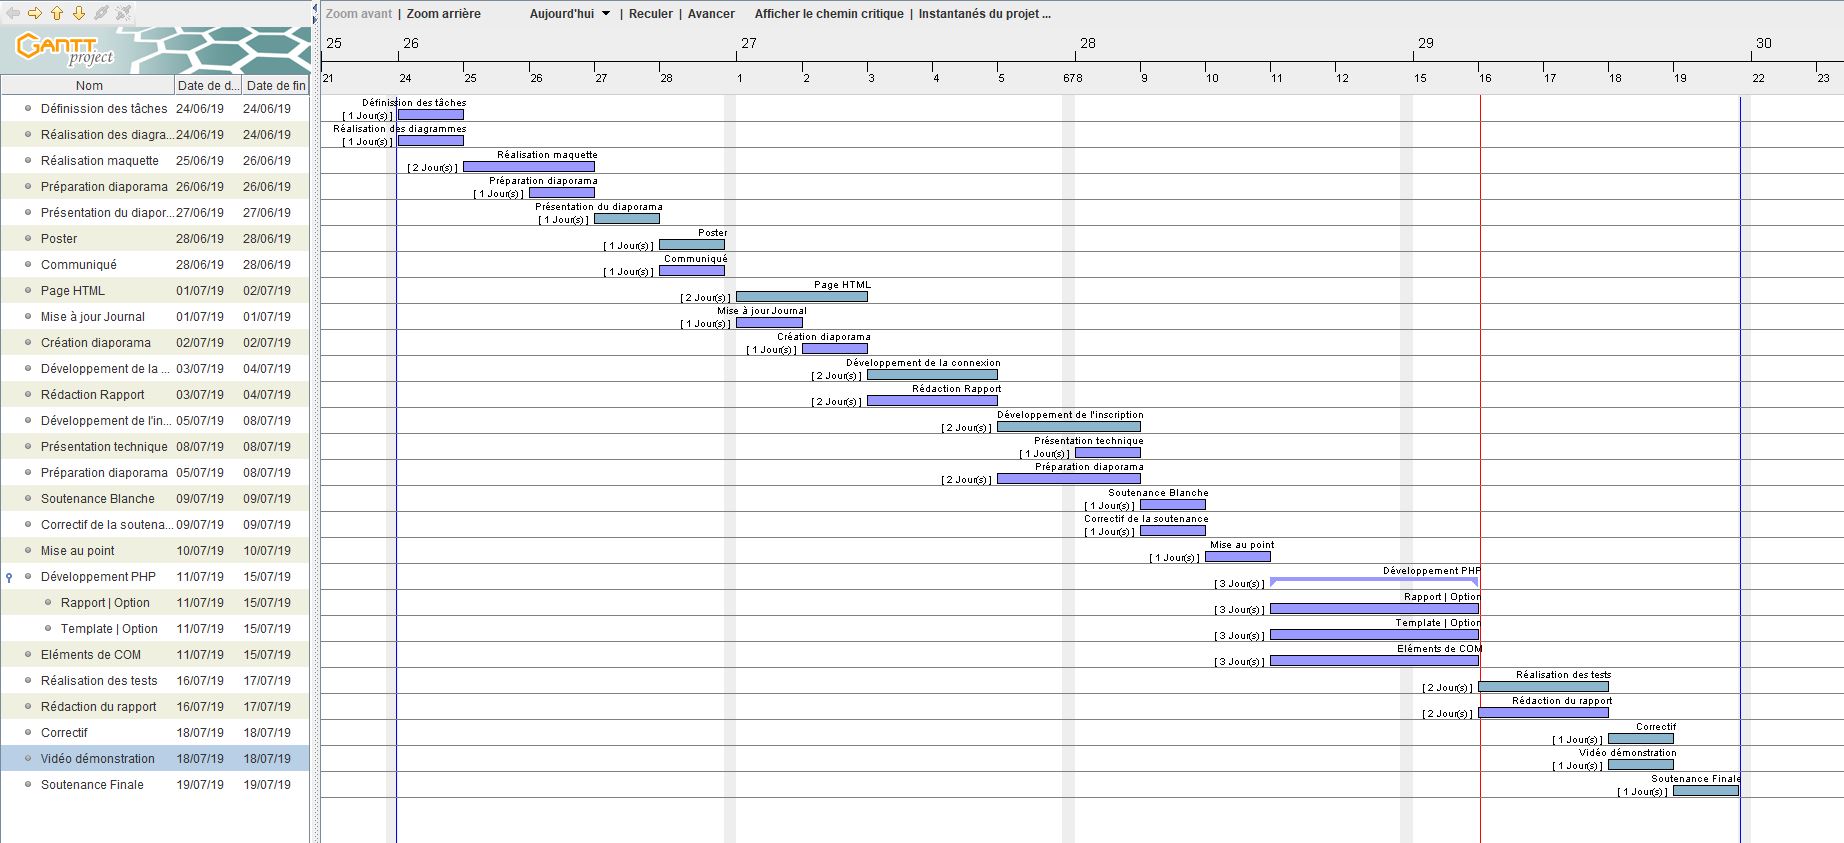 Zoom avant | Zoom arrière Aujourd'hui | Reculer | Avancer Afficher le chemin critique | Instantanés du projet ...
GANTT project
25 26 27 28 29 30
21 24 25 26 27 28 1 2 3 4 5 678 9 10 11 12 15 16 17 18 19 22 23
Nom Date de d... Date de fin
Définission des tâches 24/06/19 24/06/19
Réalisation des diagra... 24/06/19 24/06/19
Réalisation maquette 25/06/19 26/06/19
Préparation diaporama 26/06/19 26/06/19
Présentation du diapor... 27/06/19 27/06/19
Poster 28/06/19 28/06/19
Communiqué 28/06/19 28/06/19
Page HTML 01/07/19 02/07/19
Mise à jour Journal 01/07/19 01/07/19
Création diaporama 02/07/19 02/07/19
Développement de la ... 03/07/19 04/07/19
Rédaction Rapport 03/07/19 04/07/19
Développement de l'in... 05/07/19 08/07/19
Présentation technique 08/07/19 08/07/19
Préparation diaporama 05/07/19 08/07/19
Soutenance Blanche 09/07/19 09/07/19
Correctif de la soutena... 09/07/19 09/07/19
Mise au point 10/07/19 10/07/19
Développement PHP 11/07/19 15/07/19
Rapport | Option 11/07/19 15/07/19
Template | Option 11/07/19 15/07/19
Eléments de COM 11/07/19 15/07/19
Réalisation des tests 16/07/19 17/07/19
Rédaction du rapport 16/07/19 17/07/19
Correctif 18/07/19 18/07/19
Vidéo démonstration 18/07/19 18/07/19
Soutenance Finale 19/07/19 19/07/19
Définission des tâches
[ 1 Jour(s) ]
Réalisation des diagrammes
[ 1 Jour(s) ]
Réalisation maquette
[ 2 Jour(s) ]
Préparation diaporama
[ 1 Jour(s) ]
Présentation du diaporama
[ 1 Jour(s) ]
Poster
[ 1 Jour(s) ]
Communiqué
[ 1 Jour(s) ]
Page HTML
[ 2 Jour(s) ]
Mise à jour Journal
[ 1 Jour(s) ]
Création diaporama
[ 1 Jour(s) ]
Développement de la connexion
[ 2 Jour(s) ]
Rédaction Rapport
[ 2 Jour(s) ]
Développement de l'inscription
[ 2 Jour(s) ]
Présentation technique
[ 1 Jour(s) ]
Préparation diaporama
[ 2 Jour(s) ]
Soutenance Blanche
[ 1 Jour(s) ]
Correctif de la soutenance
[ 1 Jour(s) ]
Mise au point
[ 1 Jour(s) ]
Développement PHP
[ 3 Jour(s) ]
Rapport | Option
[ 3 Jour(s) ]
Template | Option
[ 3 Jour(s) ]
Eléments de COM
[ 3 Jour(s) ]
Réalisation des tests
[ 2 Jour(s) ]
Rédaction du rapport
[ 2 Jour(s) ]
Correctif
[ 1 Jour(s) ]
Vidéo démonstration
[ 1 Jour(s) ]
Soutenance Finale
[ 1 Jour(s) ]